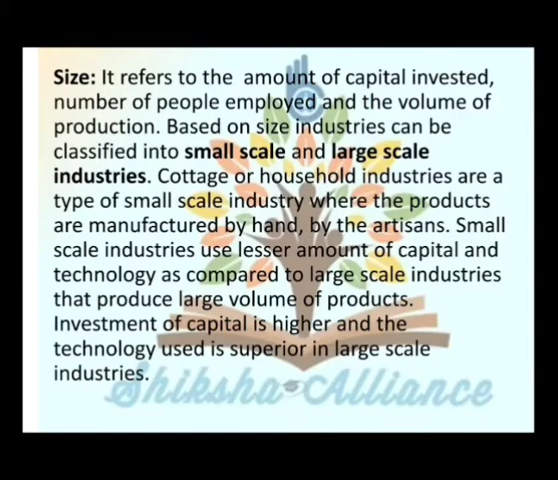 Size: It refers to the amount of capital invested,
number of people employed and the volume of
production. Based on size industries can be
classified into small scale and large scale
industries. Cottage or household industries are a
type of small scale industry where the products
are manufactured by hand, by the artisans. Small
scale industries use lesser amount of capital and
technology as compared to large scale industries
that produce large volume of products.
Investment of capital is higher and the
technology used is superior in large scale
industries.
Shiksha Alliance